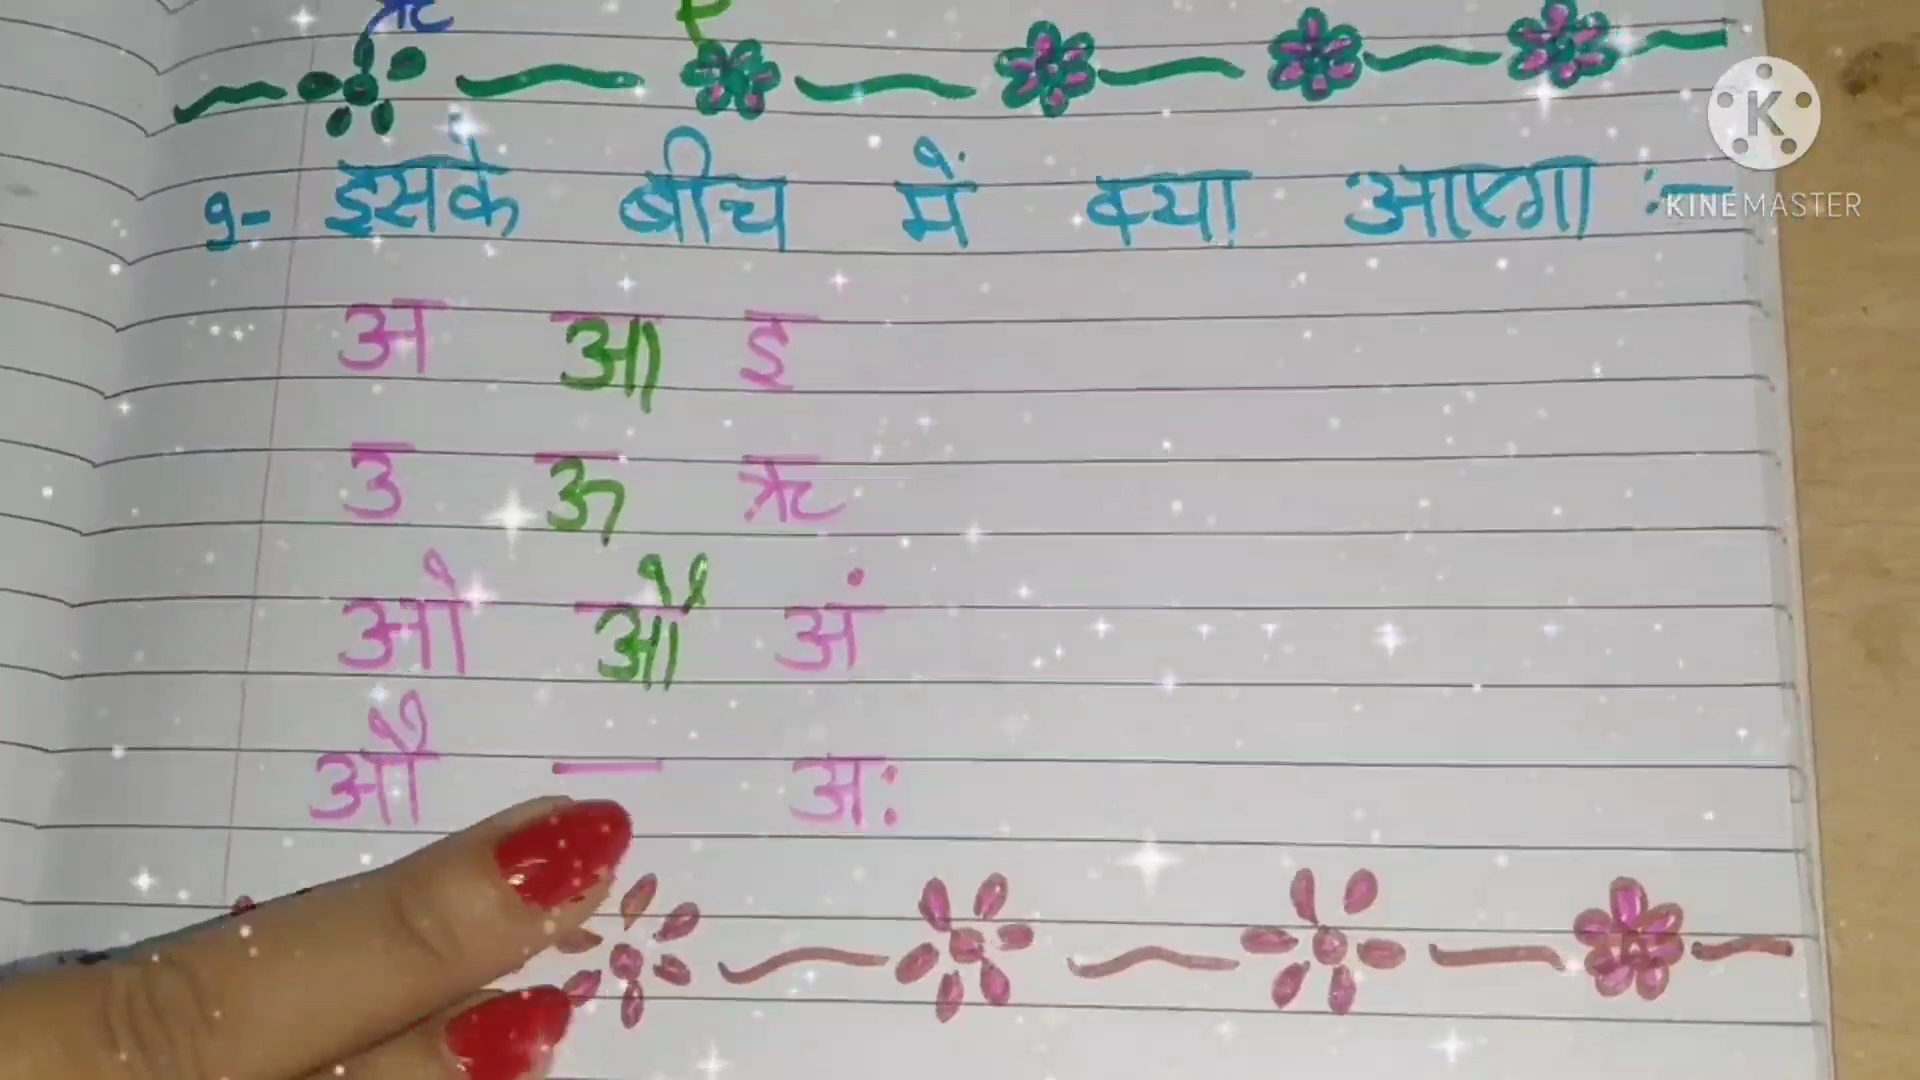 ऋ
9- इसके बीच में क्या आएगा :-
K
KINEMASTER
अ आ इ
उ ऊ ऋ
ओ औ अं
औ — अः